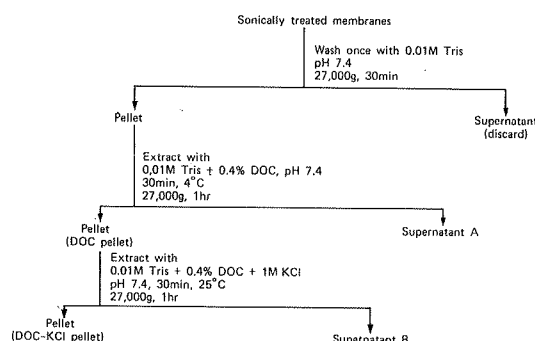 Sonically treated membranes
Wash once with 0.01M Tris
pH 7.4
27,000g, 30min
Pellet
Supernatant
(discard)
Extract with
0.01M Tris + 0.4% DOC, pH 7.4
30min, 4°C
27,000g, 1hr
Pellet
(DOC pellet)
Supernatant A
Extract with
0.01M Tris + 0.4% DOC + 1M KCl
pH 7.4, 30min, 25°C
27,000g, 1hr
Pellet
(DOC-KCl pellet)
Supernatant B